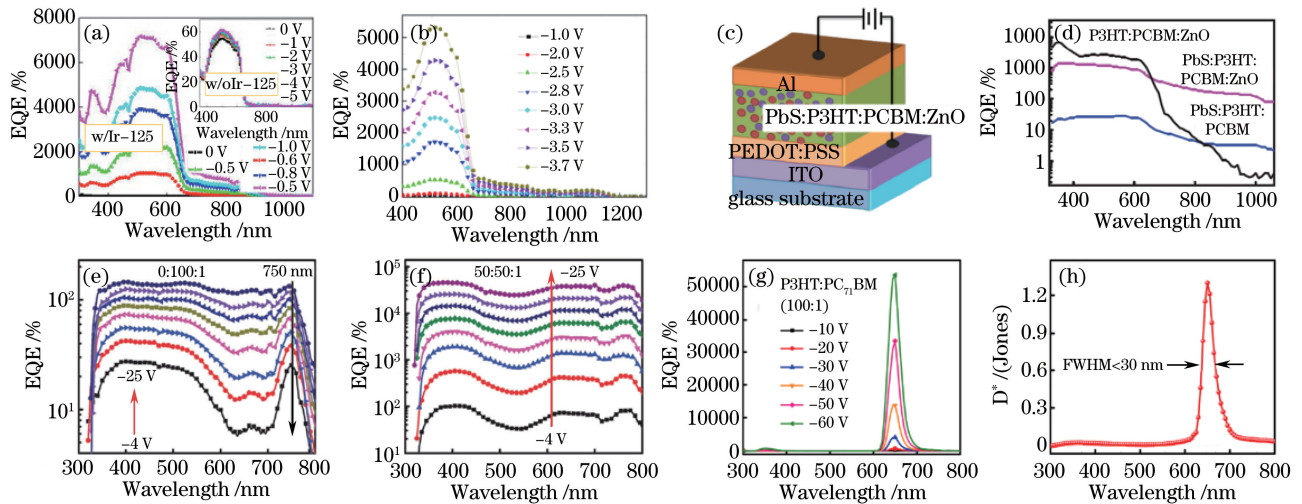 (a)
8000
6000
4000
2000
0
EQE /%
400
600
800
1000
Wavelength /nm
w/Ir−125
0 V
−0.5 V
−1.0 V
−0.6 V
−0.8 V
−0.5 V
60
40
20
0
EQE /%
400
800
Wavelength /nm
w/oIr−125
0 V
−1 V
−2 V
−3 V
−4 V
−5 V
(b)
5000
4000
3000
2000
1000
0
EQE /%
400
600
800
1000
1200
Wavelength /nm
−1.0 V
−2.0 V
−2.5 V
−2.8 V
−3.0 V
−3.3 V
−3.5 V
−3.7 V
(c)
Al
PbS:P3HT:PCBM:ZnO
PEDOT:PSS
ITO
glass substrate
(d)
1000
1000
100
10
1
EQE /%
P3HT:PCBM:ZnO
PbS:P3HT:
PCBM:ZnO
PbS:P3HT:
PCBM
400
600
800
1000
Wavelength /nm
(e)
0:100:1
750 nm
10²
10¹
EQE /%
−25 V
−4 V
300
400
500
600
700
800
Wavelength /nm
(f)
50:50:1
−25 V
10⁵
10⁴
10³
10²
10¹
EQE /%
−4 V
300
400
500
600
700
800
Wavelength /nm
(g)
50000
40000
30000
20000
10000
0
EQE /%
P3HT:PC₇₁BM
(100:1)
−10 V
−20 V
−30 V
−40 V
−50 V
−60 V
300
400
500
600
700
800
Wavelength /nm
(h)
1.2
0.9
0.6
0.3
0
D* /(Jones)
FWHM<30 nm
300
400
500
600
700
800
Wavelength /nm